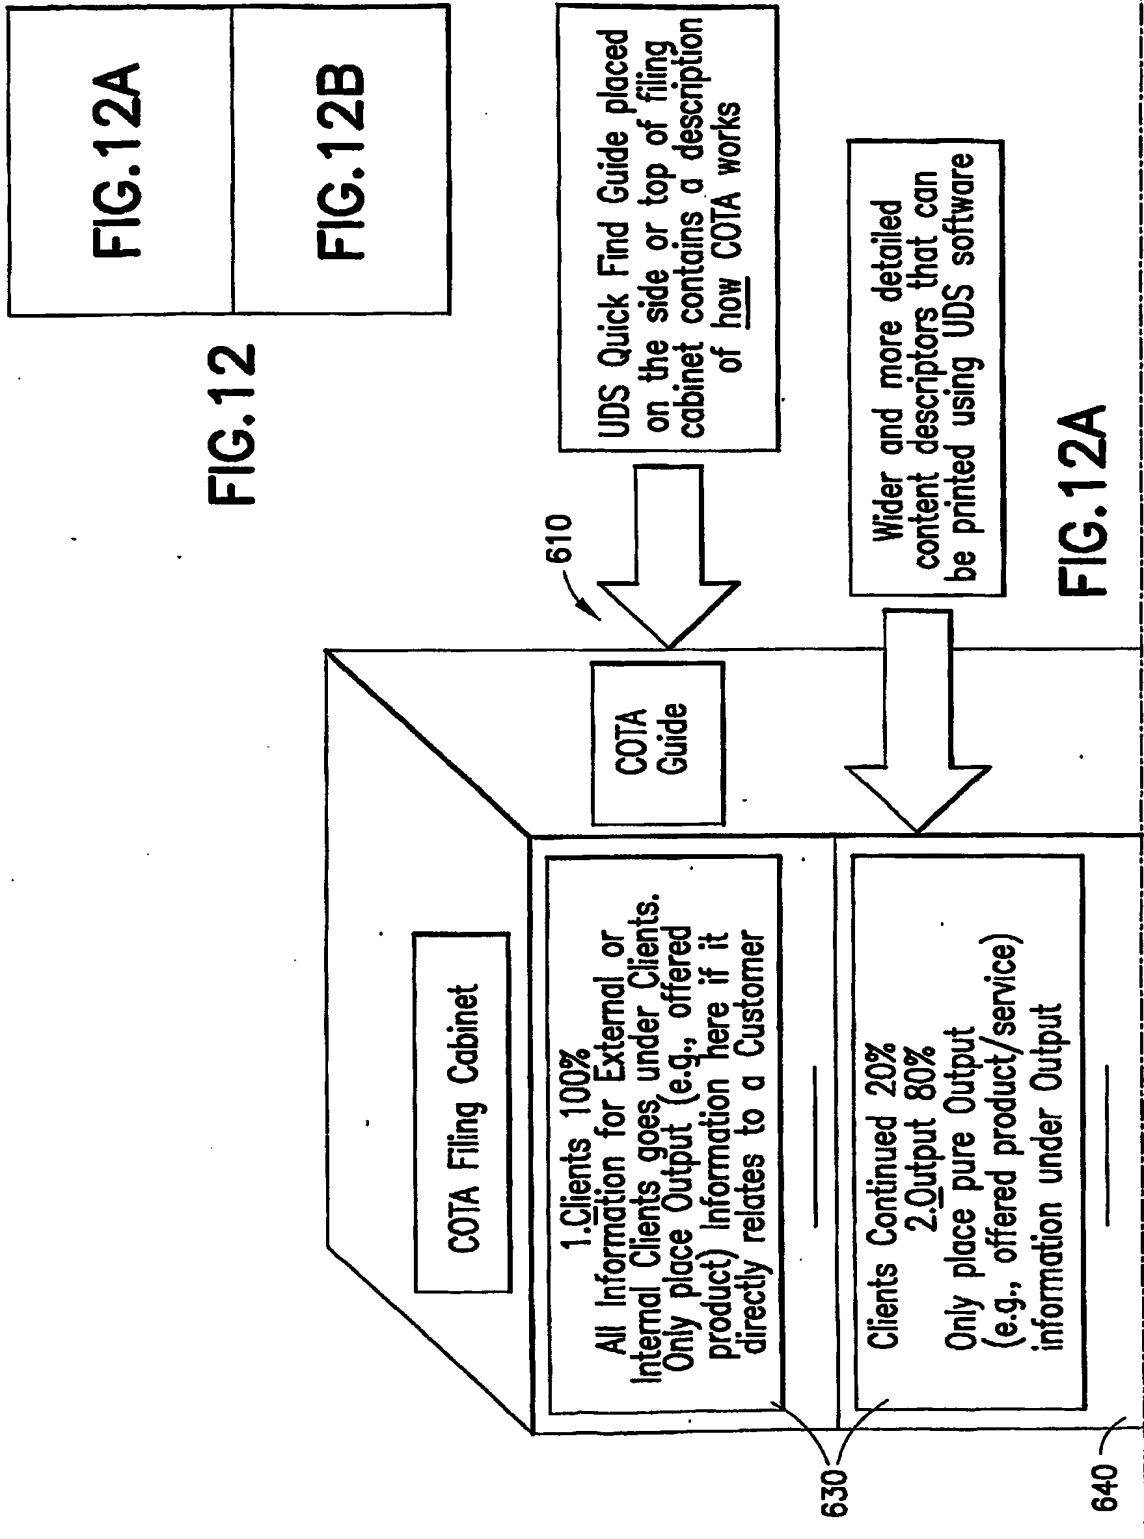 FIG.12A
FIG.12B
FIG.12
UDS Quick Find Guide placed
on the side or top of filing
cabinet contains a description
of how COTA works
610
Wider and more detailed
content descriptors that can
be printed using UDS software
COTA Filing Cabinet
COTA
Guide
1.Clients 100%
All Information for External or
Internal Clients goes under Clients.
Only place Output (e.g., offered
product) Information here if it
directly relates to a Customer
Clients Continued 20%
2.Output 80%
Only place pure Output
(e.g., offered product/service)
information under Output
630
640
FIG.12A